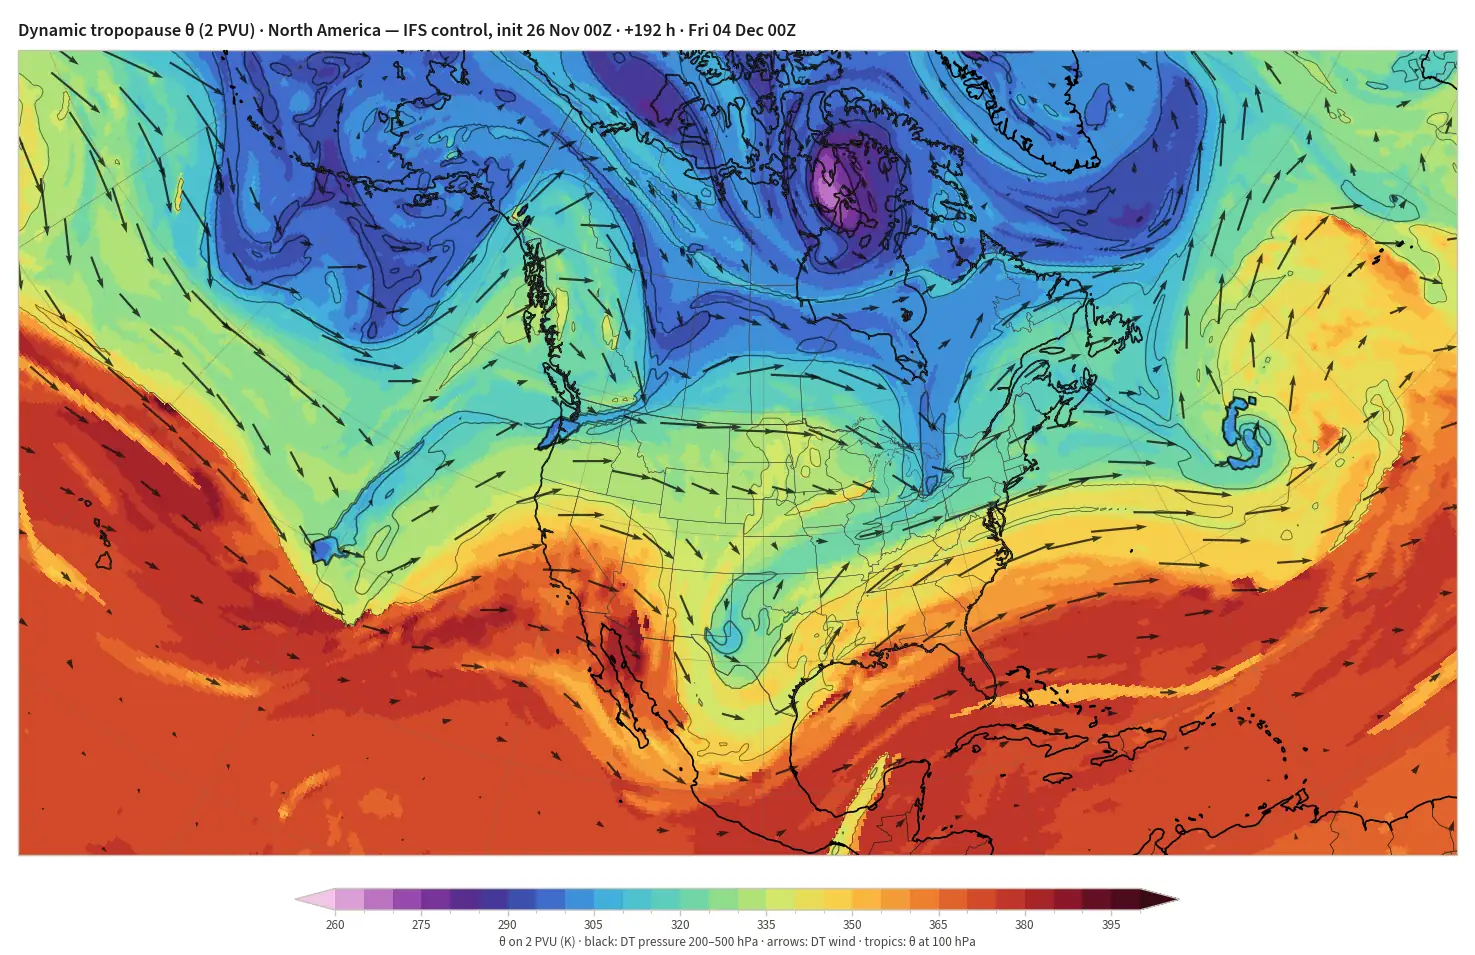 Dynamic tropopause θ (2 PVU) · North America — IFS control, init 26 Nov 00Z · +192 h · Fri 04 Dec 00Z
260 275 290 305 320 335 350 365 380 395
θ on 2 PVU (K) · black: DT pressure 200–500 hPa · arrows: DT wind · tropics: θ at 100 hPa